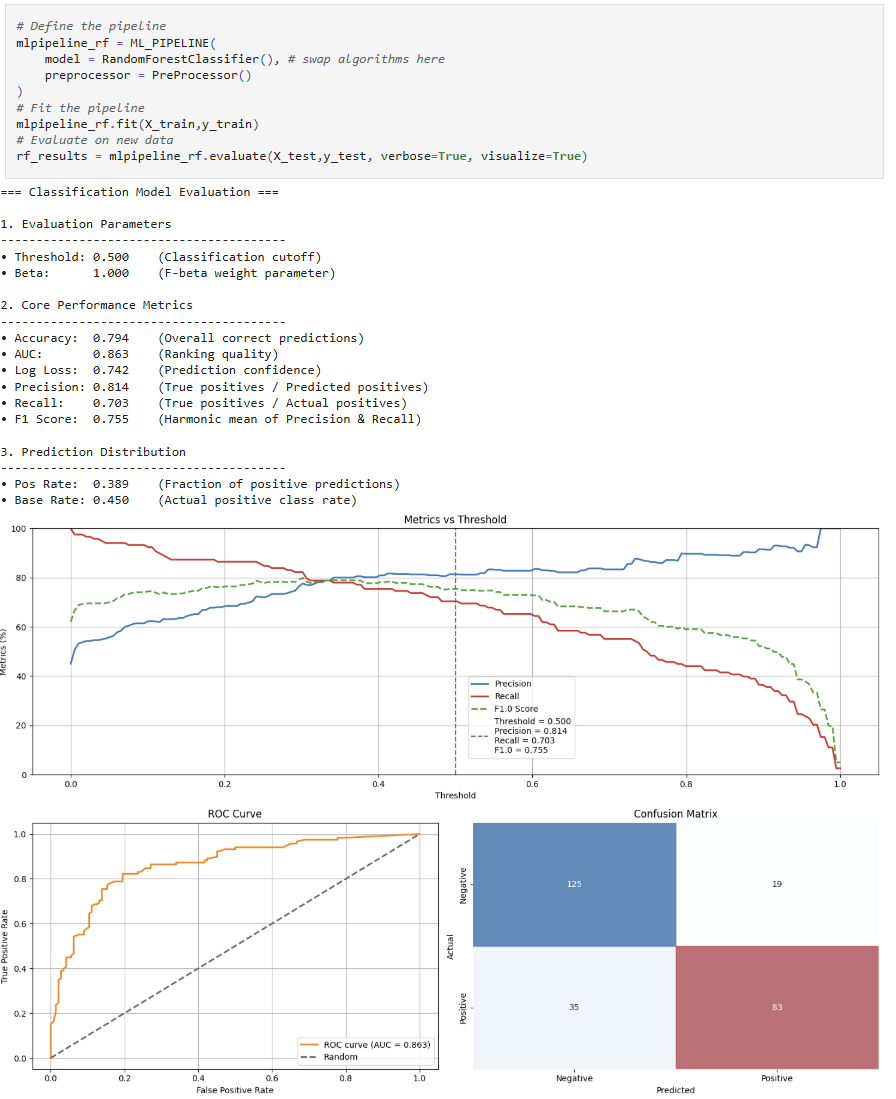 # Define the pipeline
mlpipeline_rf = ML_PIPELINE(
    model = RandomForestClassifier(), # swap algorithms here
    preprocessor = PreProcessor()
)
# Fit the pipeline
mlpipeline_rf.fit(X_train,y_train)
# Evaluate on new data
rf_results = mlpipeline_rf.evaluate(X_test,y_test, verbose=True, visualize=True)
=== Classification Model Evaluation ===
1. Evaluation Parameters
----------------------------------------
• Threshold: 0.500    (Classification cutoff)
• Beta:      1.000    (F-beta weight parameter)
2. Core Performance Metrics
----------------------------------------
• Accuracy:  0.794    (Overall correct predictions)
• AUC:       0.863    (Ranking quality)
• Log Loss:  0.742    (Prediction confidence)
• Precision: 0.814    (True positives / Predicted positives)
• Recall:    0.703    (True positives / Actual positives)
• F1 Score:  0.755    (Harmonic mean of Precision & Recall)
3. Prediction Distribution
----------------------------------------
• Pos Rate:  0.389    (Fraction of positive predictions)
• Base Rate: 0.450    (Actual positive class rate)
Metrics vs Threshold
100
80
60
40
20
0
Metrics (%)
Precision
Recall
F1.0 Score
Threshold = 0.500
Precision = 0.814
Recall = 0.703
F1.0 = 0.755
0.0 0.2 0.4 0.6 0.8 1.0
Threshold
ROC Curve
1.0
0.8
0.6
0.4
0.2
0.0
True Positive Rate
ROC curve (AUC = 0.863)
Random
0.0 0.2 0.4 0.6 0.8 1.0
False Positive Rate
Confusion Matrix
Actual
Negative
125 19
Positive
35 83
Negative Positive
Predicted